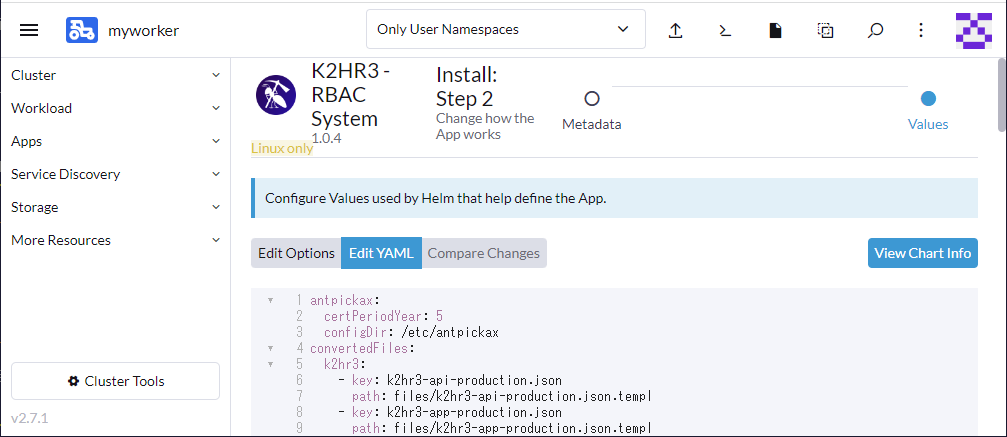 myworker
Only User Namespaces
Cluster
Workload
Apps
Service Discovery
Storage
More Resources
Cluster Tools
v2.7.1
K2HR3 -
RBAC
System
1.0.4
Linux only
Install:
Step 2
Change how the
App works
Metadata
Values
Configure Values used by Helm that help define the App.
Edit Options
Edit YAML
Compare Changes
View Chart Info
1 antpickax:
2 certPeriodYear: 5
3 configDir: /etc/antpickax
4 convertedFiles:
5 k2hr3:
6 - key: k2hr3-api-production.json
7 path: files/k2hr3-api-production.json.templ
8 - key: k2hr3-app-production.json
9 path: files/k2hr3-app-production.json.templ